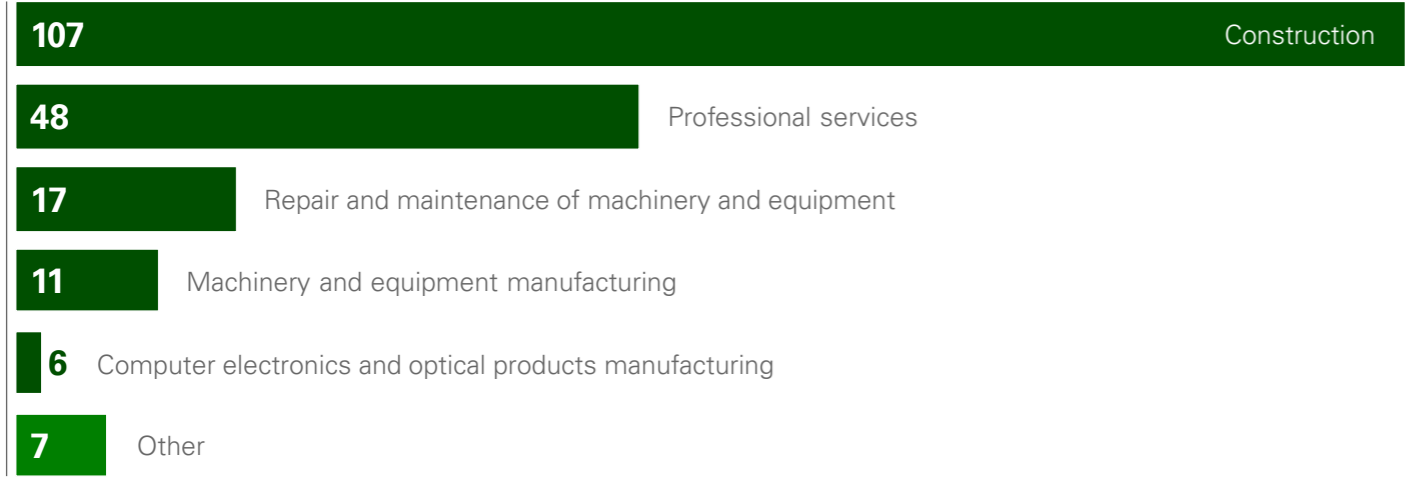 107 Construction
48 Professional services
17 Repair and maintenance of machinery and equipment
11 Machinery and equipment manufacturing
6 Computer electronics and optical products manufacturing
7 Other